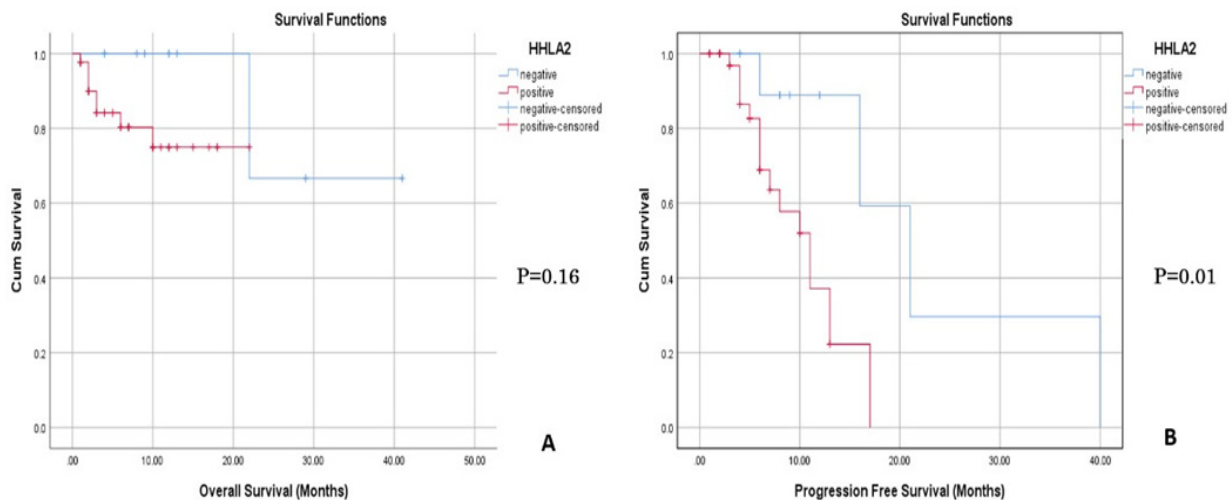 Survival Functions
HHLA2
negative
positive
negative-censored
positive-censored
1.0
0.8
0.6
0.4
0.2
0.0
Cum Survival
.00 10.00 20.00 30.00 40.00 50.00
Overall Survival (Months)
P=0.16
A
Survival Functions
HHLA2
negative
positive
negative-censored
positive-censored
1.0
0.8
0.6
0.4
0.2
0.0
Cum Survival
.00 10.00 20.00 30.00 40.00
Progression Free Survival (Months)
P=0.01
B